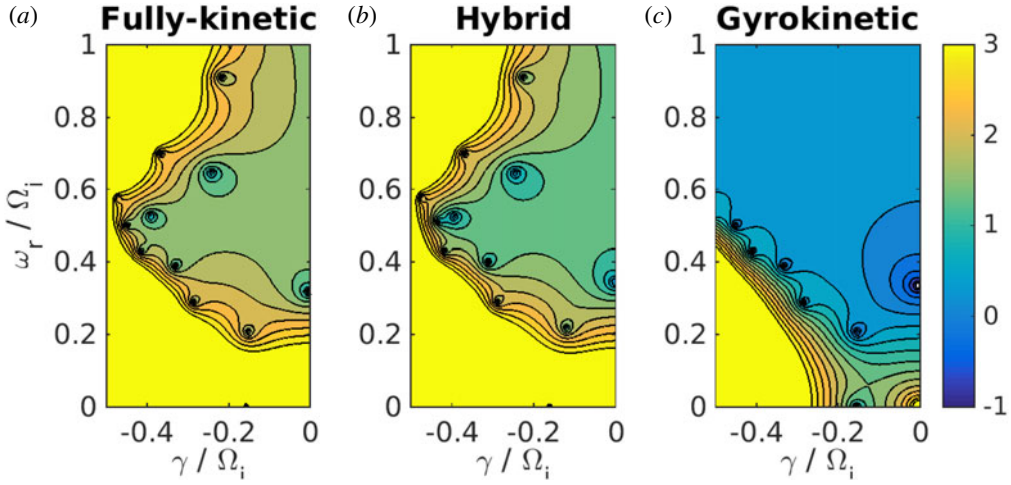 (a) Fully-kinetic (b) Hybrid (c) Gyrokinetic
1 1 1 3
0.8 0.8 0.8
2
0.6 0.6 0.6
ω_r / Ω_i
1
0.4 0.4 0.4
0
0.2 0.2 0.2
0 0 0 -1
-0.4 -0.2 0 -0.4 -0.2 0 -0.4 -0.2 0
γ / Ω_i γ / Ω_i γ / Ω_i